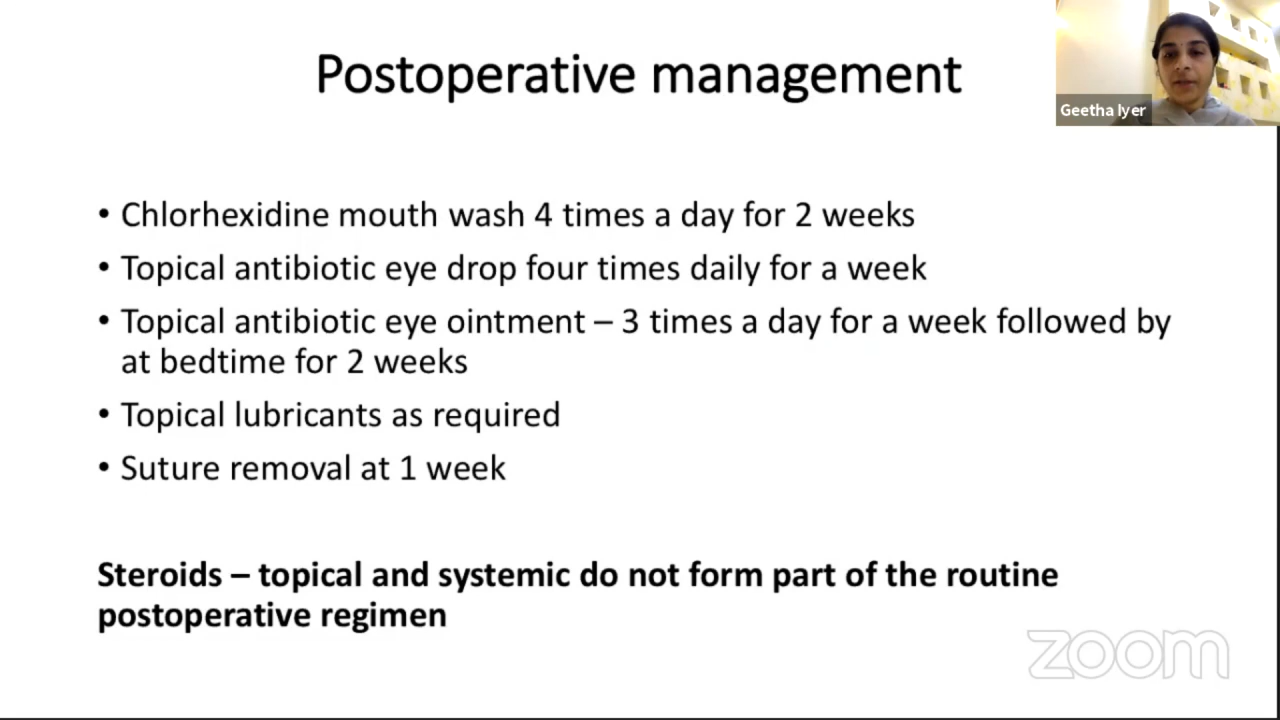 Postoperative management
Geetha Iyer
• Chlorhexidine mouth wash 4 times a day for 2 weeks
• Topical antibiotic eye drop four times daily for a week
• Topical antibiotic eye ointment – 3 times a day for a week followed by
at bedtime for 2 weeks
• Topical lubricants as required
• Suture removal at 1 week
Steroids – topical and systemic do not form part of the routine
postoperative regimen
zoom